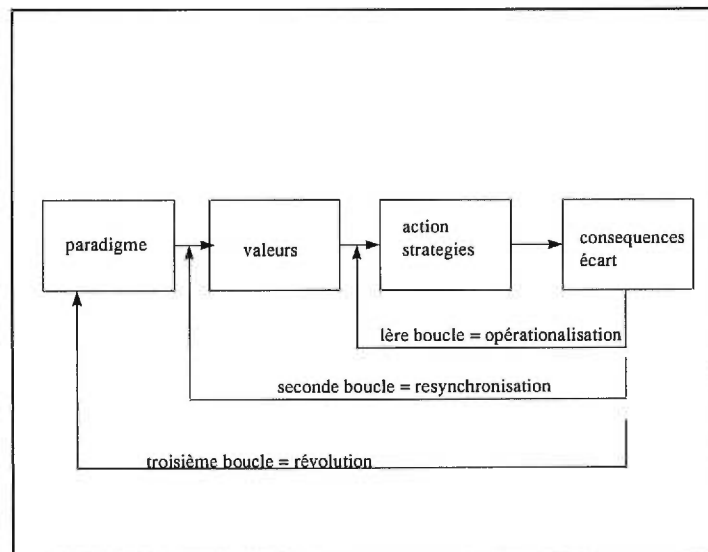 paradigme
valeurs
action
strategies
consequences
écart
lère boucle = opérationalisation
seconde boucle = resynchronisation
troisième boucle = révolution